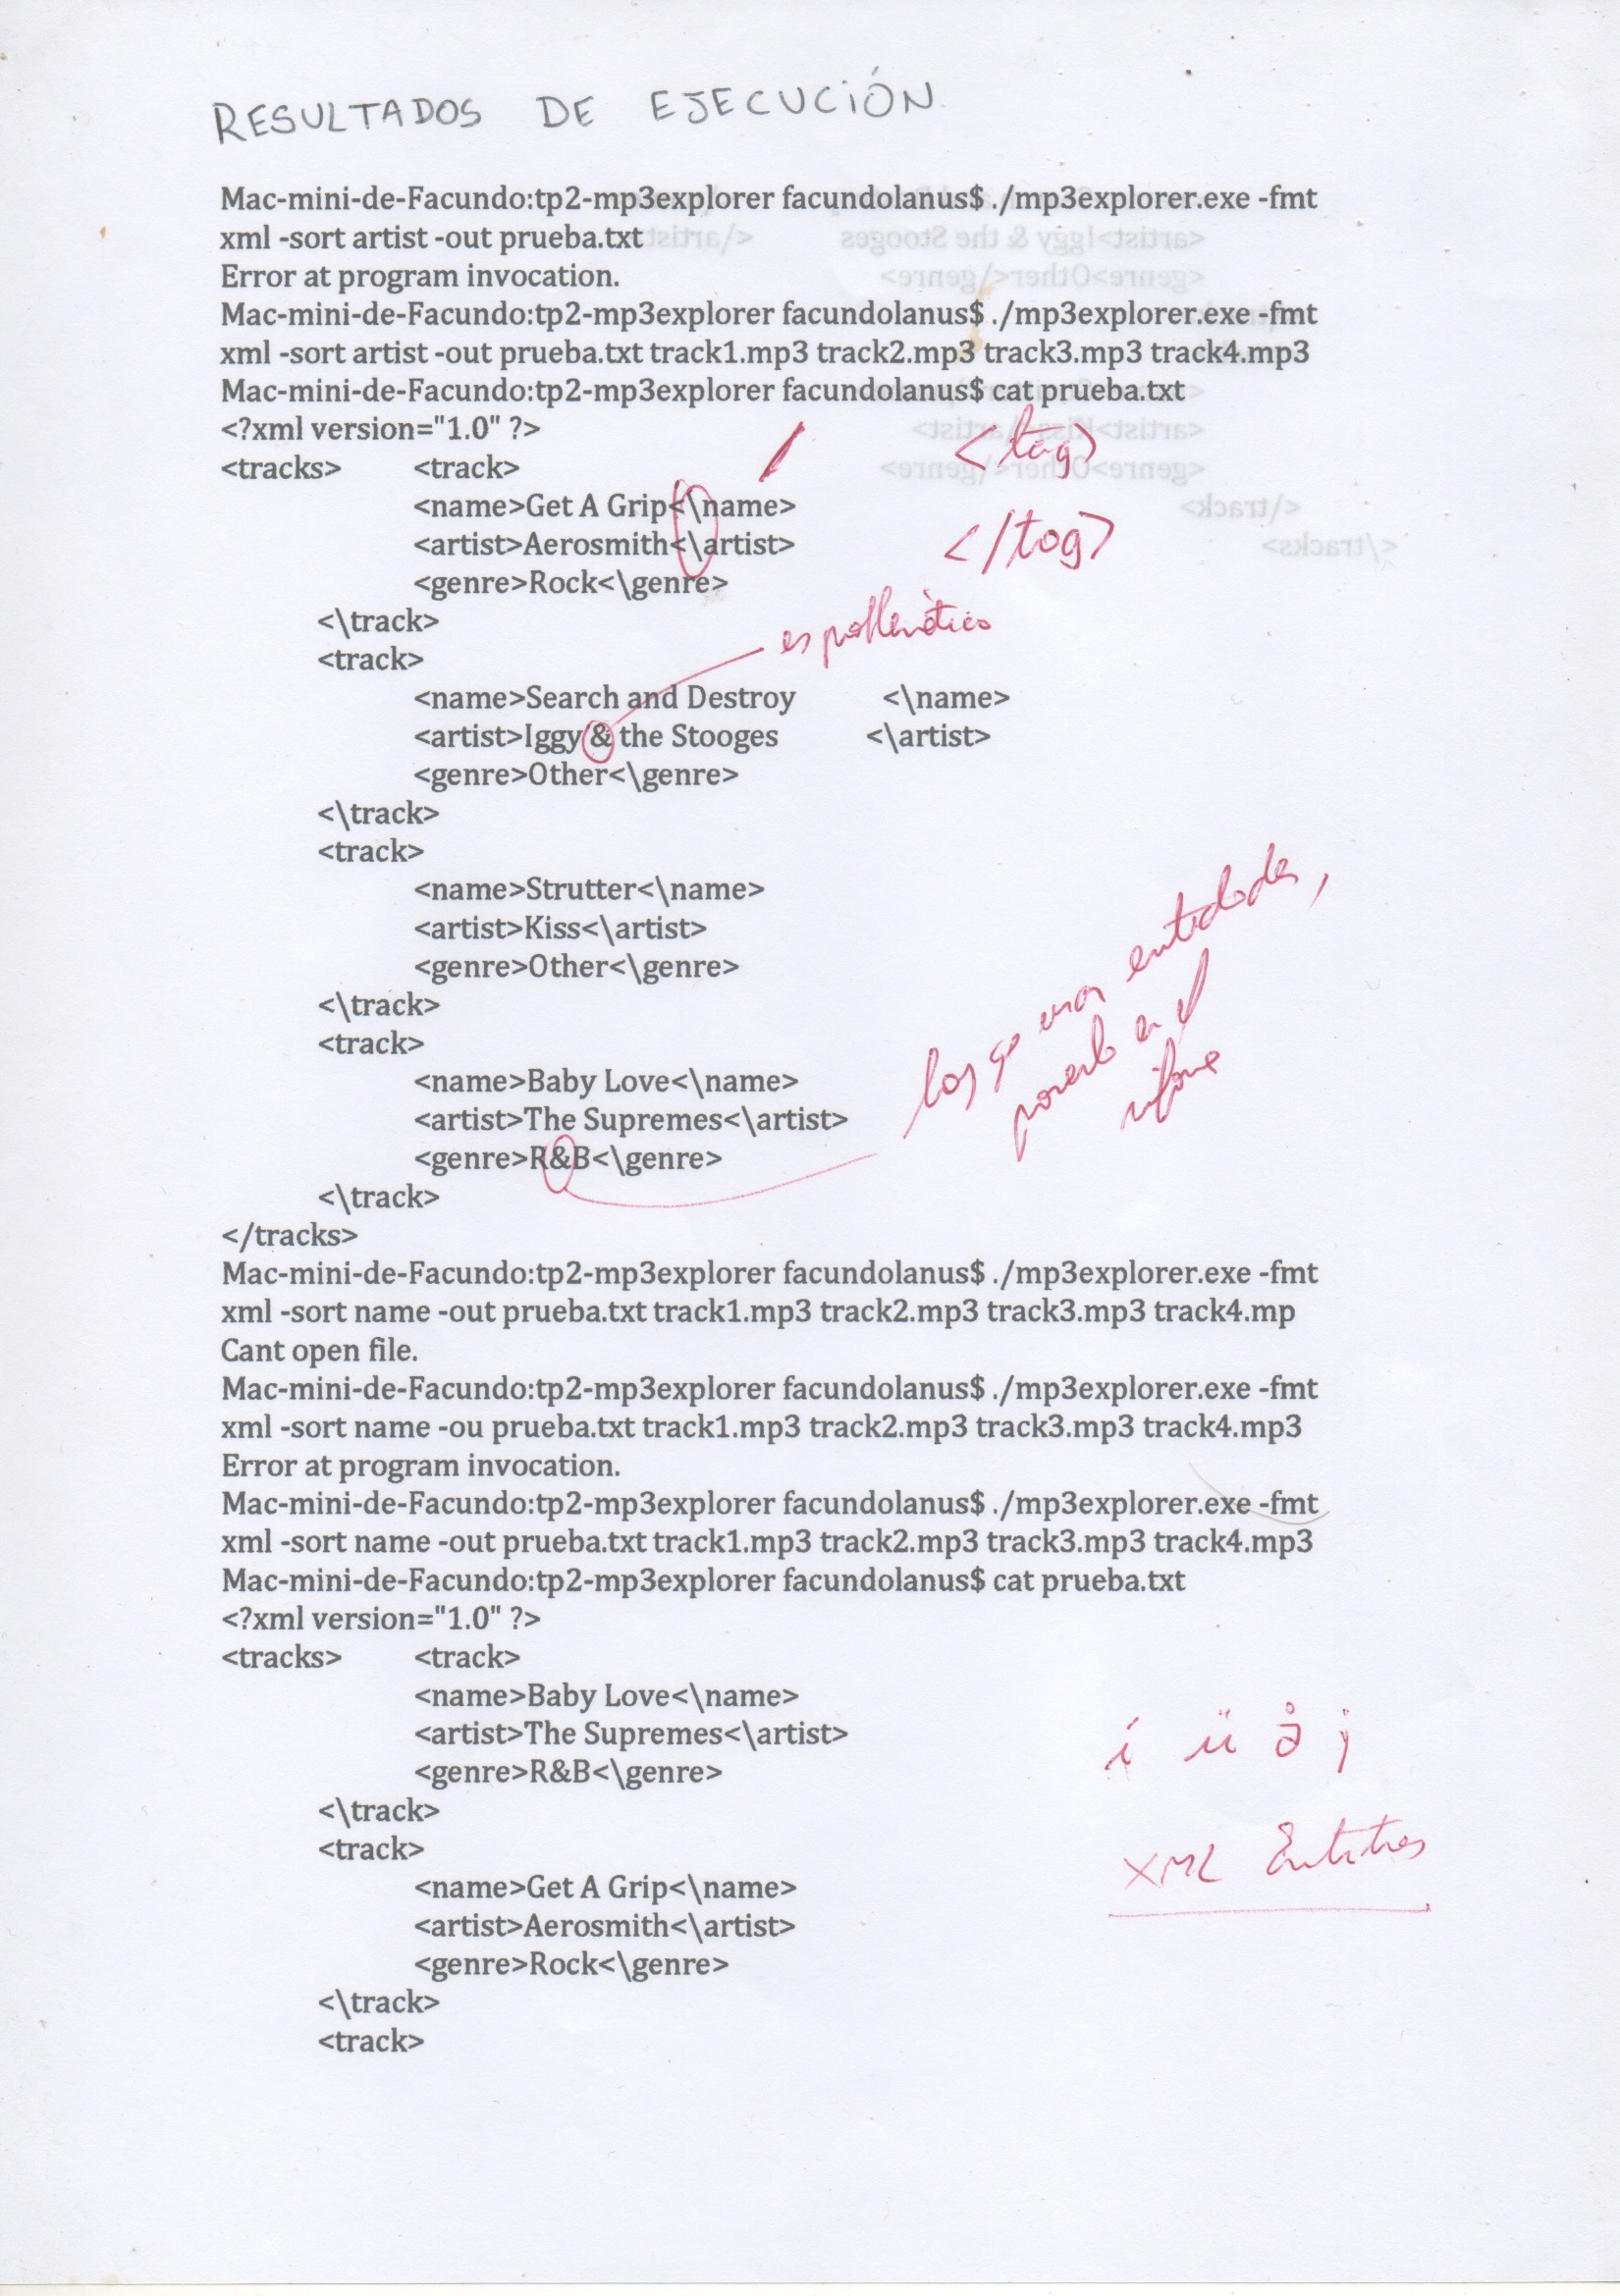 RESULTADOS DE EJECUCIÓN
Mac-mini-de-Facundo:tp2-mp3explorer facundolanus$ ./mp3explorer.exe -fmt
xml -sort artist -out prueba.txt
Error at program invocation.
Mac-mini-de-Facundo:tp2-mp3explorer facundolanus$ ./mp3explorer.exe -fmt
xml -sort artist -out prueba.txt track1.mp3 track2.mp3 track3.mp3 track4.mp3
Mac-mini-de-Facundo:tp2-mp3explorer facundolanus$ cat prueba.txt
<?xml version="1.0" ?>
/ <tag>
<tracks> <track>
<name>Get A Grip<\name>
</tag>
<artist>Aerosmith<\artist>
<genre>Rock<\genre>
<\track>
es problemático
<track>
<name>Search and Destroy <\name>
<artist>Iggy & the Stooges <\artist>
<genre>Other<\genre>
<\track>
<track>
<name>Strutter<\name>
<artist>Kiss<\artist>
<genre>Other<\genre>
<\track>
<track>
hay q' usar entidades,
ponerlo en el
informe
<name>Baby Love<\name>
<artist>The Supremes<\artist>
<genre>R&B<\genre>
<\track>
</tracks>
Mac-mini-de-Facundo:tp2-mp3explorer facundolanus$ ./mp3explorer.exe -fmt
xml -sort name -out prueba.txt track1.mp3 track2.mp3 track3.mp3 track4.mp
Cant open file.
Mac-mini-de-Facundo:tp2-mp3explorer facundolanus$ ./mp3explorer.exe -fmt
xml -sort name -ou prueba.txt track1.mp3 track2.mp3 track3.mp3 track4.mp3
Error at program invocation.
Mac-mini-de-Facundo:tp2-mp3explorer facundolanus$ ./mp3explorer.exe -fmt
xml -sort name -out prueba.txt track1.mp3 track2.mp3 track3.mp3 track4.mp3
Mac-mini-de-Facundo:tp2-mp3explorer facundolanus$ cat prueba.txt
<?xml version="1.0" ?>
<tracks> <track>
<name>Baby Love<\name>
<artist>The Supremes<\artist>
í ü å ¡
<genre>R&B<\genre>
<\track>
<track>
XML Entities
<name>Get A Grip<\name>
<artist>Aerosmith<\artist>
<genre>Rock<\genre>
<\track>
<track>